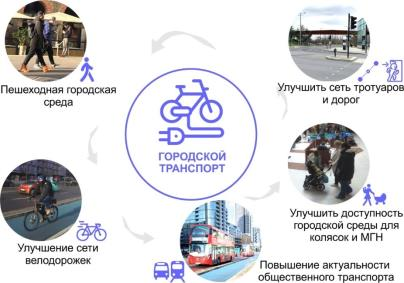 Пешеходная городская
среда
Улучшить сеть тротуаров
и дорог
ГОРОДСКОЙ
ТРАНСПОРТ
Улучшить доступность
городской среды для
колясок и МГН
Улучшение сети
велодорожек
Повышение актуальности
общественного транспорта